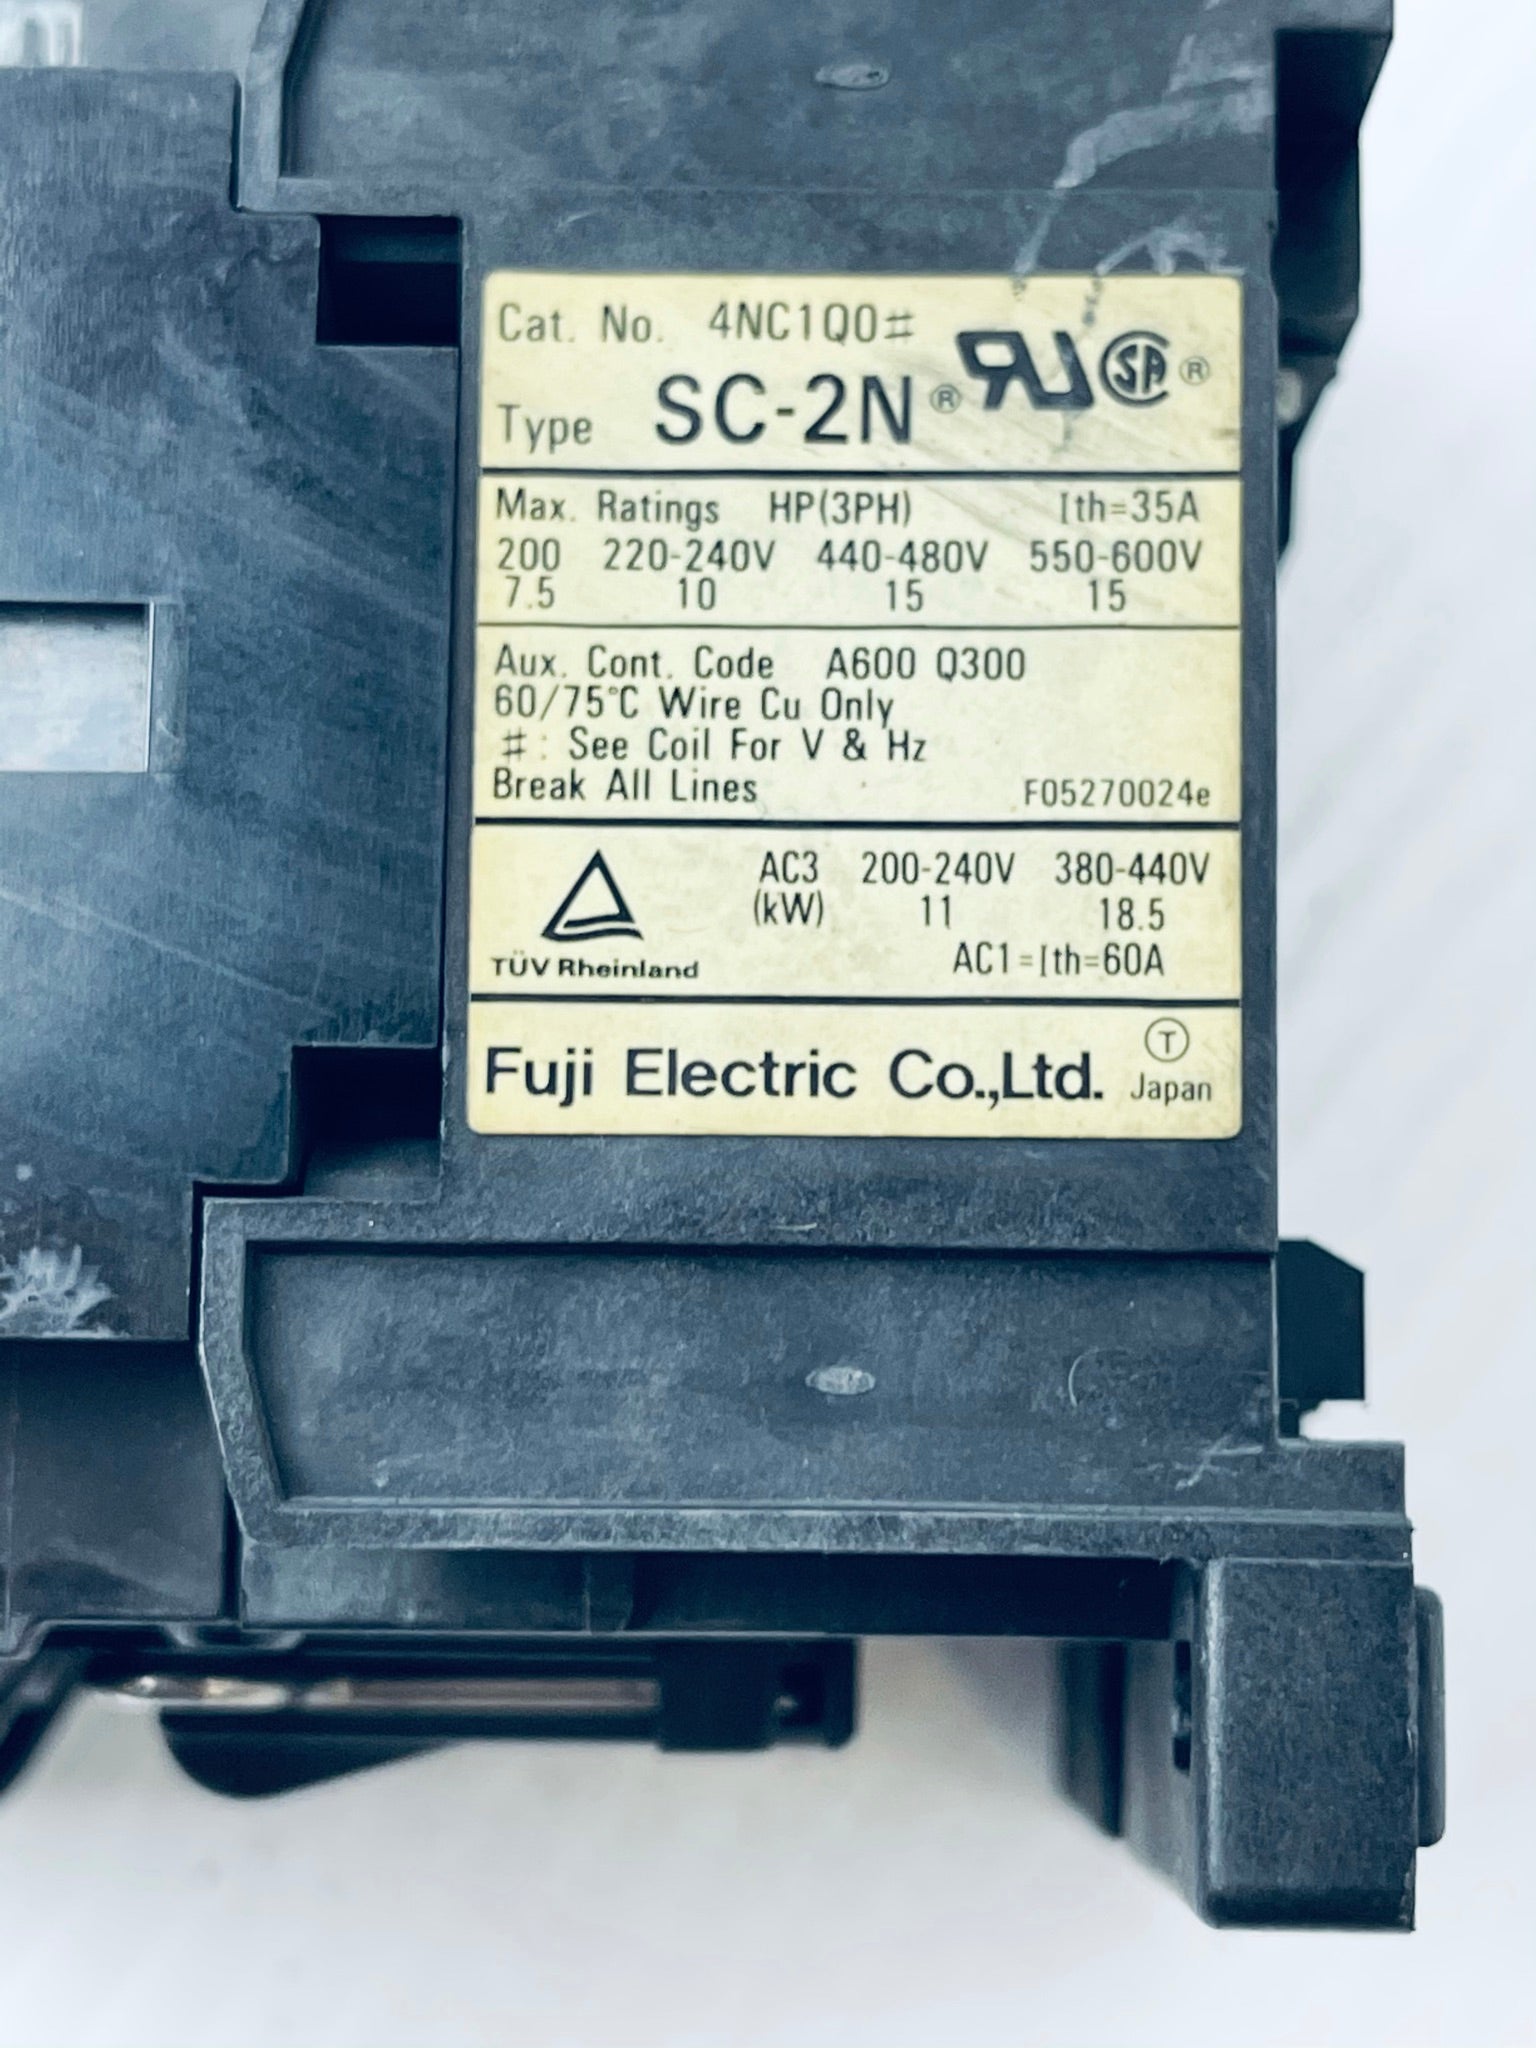 Cat. No. 4NC1Q0#
Type SC-2N ® RU SA ®
Max. Ratings HP(3PH) Ith=35A
200 220-240V 440-480V 550-600V
7.5 10 15 15
Aux. Cont. Code A600 Q300
60/75°C Wire Cu Only
# : See Coil For V & Hz
Break All Lines F05270024e
AC3 200-240V 380-440V
(kW) 11 18.5
TÜV Rheinland AC1=Ith=60A
Fuji Electric Co.,Ltd. T Japan